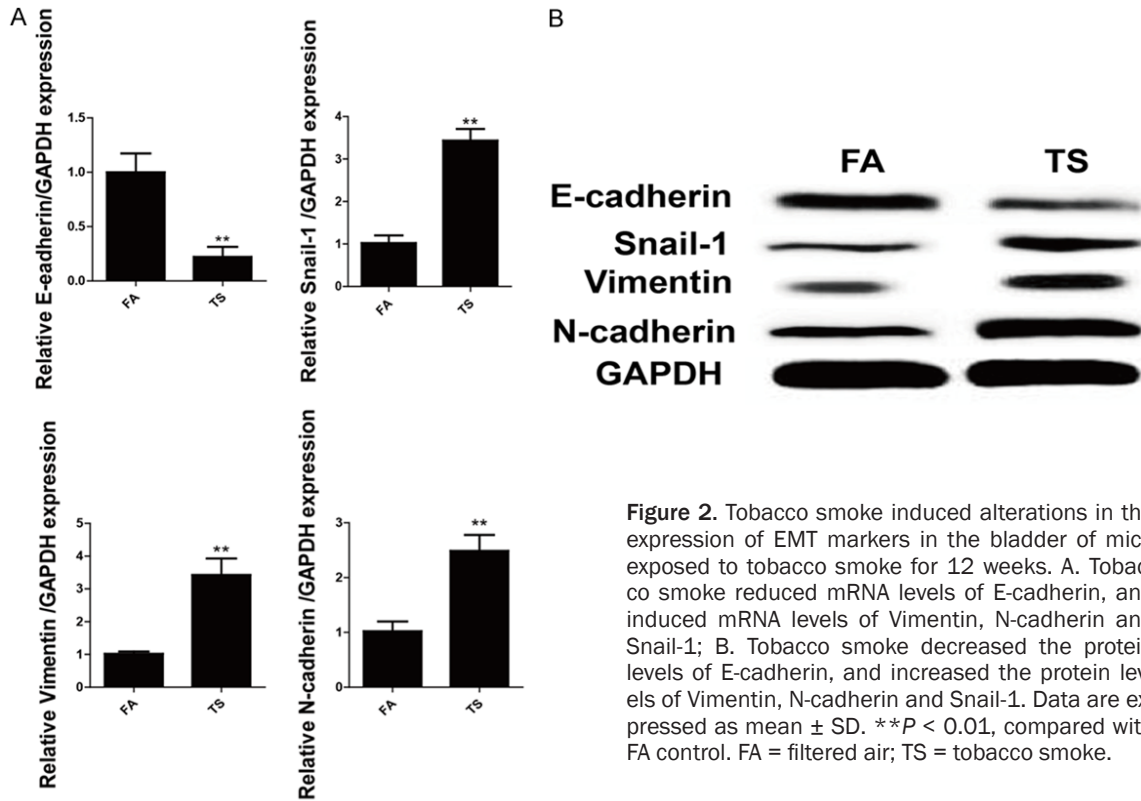 A
Relative E-eadherin/GAPDH expression
1.5
1.0
0.5
0.0
**
FA
TS
Relative Snail-1 /GAPDH expression
4
3
2
1
0
**
FA
TS
Relative Vimentin /GAPDH expression
5
4
3
2
1
0
**
FA
TS
Relative N-cadherin /GAPDH expression
3
2
1
0
**
FA
TS
B
FA TS
E-cadherin
Snail-1
Vimentin
N-cadherin
GAPDH
Figure 2. Tobacco smoke induced alterations in th
expression of EMT markers in the bladder of mic
exposed to tobacco smoke for 12 weeks. A. Tobac
co smoke reduced mRNA levels of E-cadherin, an
induced mRNA levels of Vimentin, N-cadherin an
Snail-1; B. Tobacco smoke decreased the protein
levels of E-cadherin, and increased the protein lev
els of Vimentin, N-cadherin and Snail-1. Data are ex
pressed as mean ± SD. **P < 0.01, compared wit
FA control. FA = filtered air; TS = tobacco smoke.